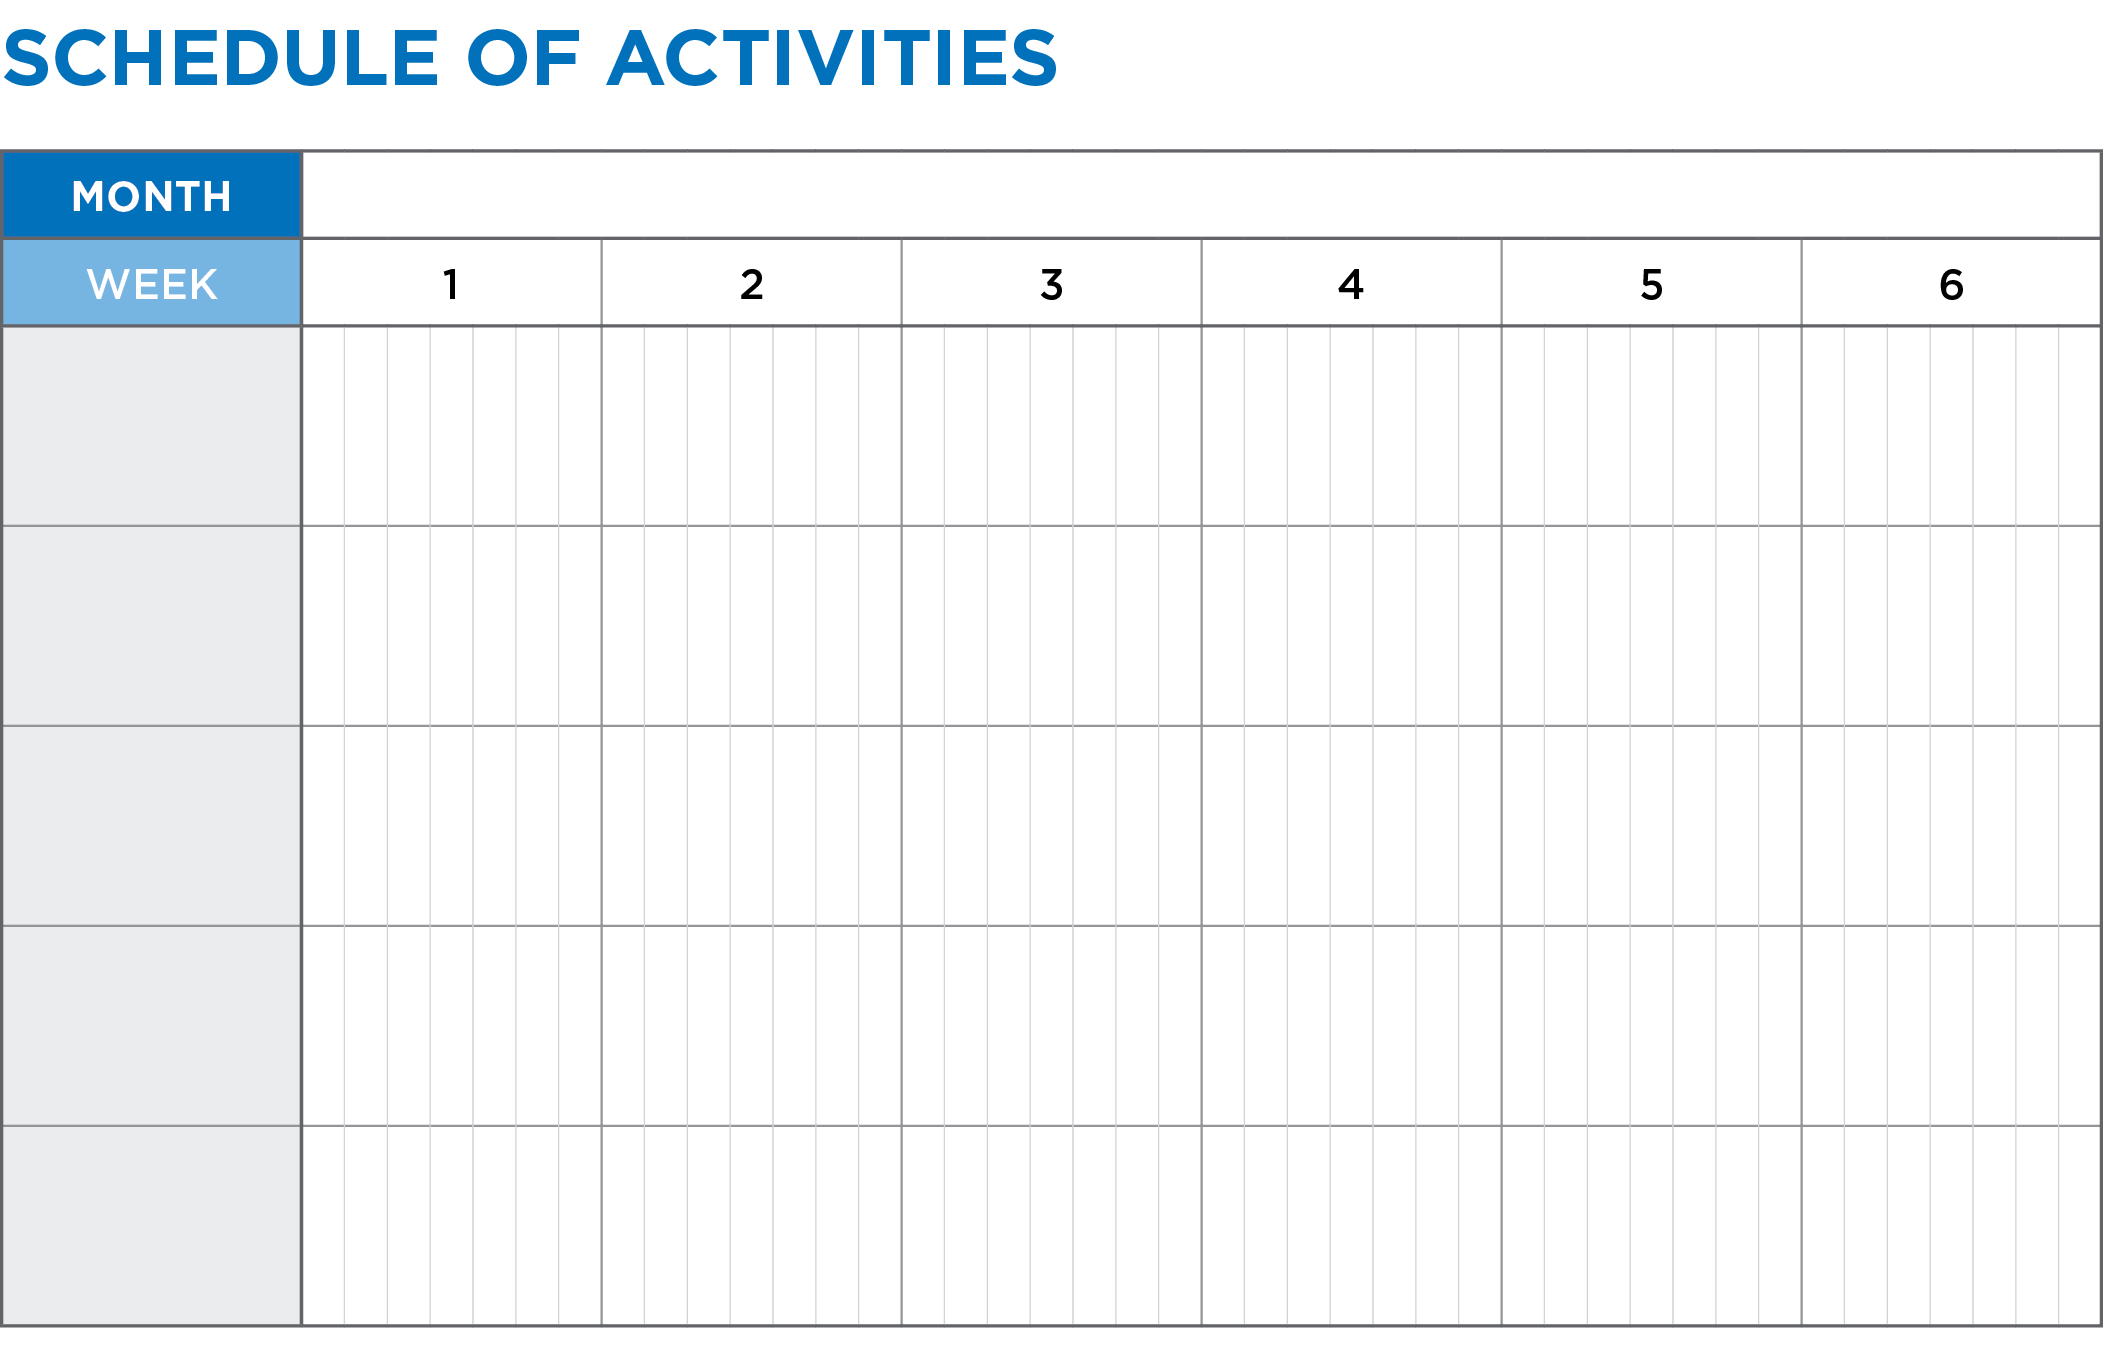 SCHEDULE OF ACTIVITIES
MONTH
WEEK 1 2 3 4 5 6